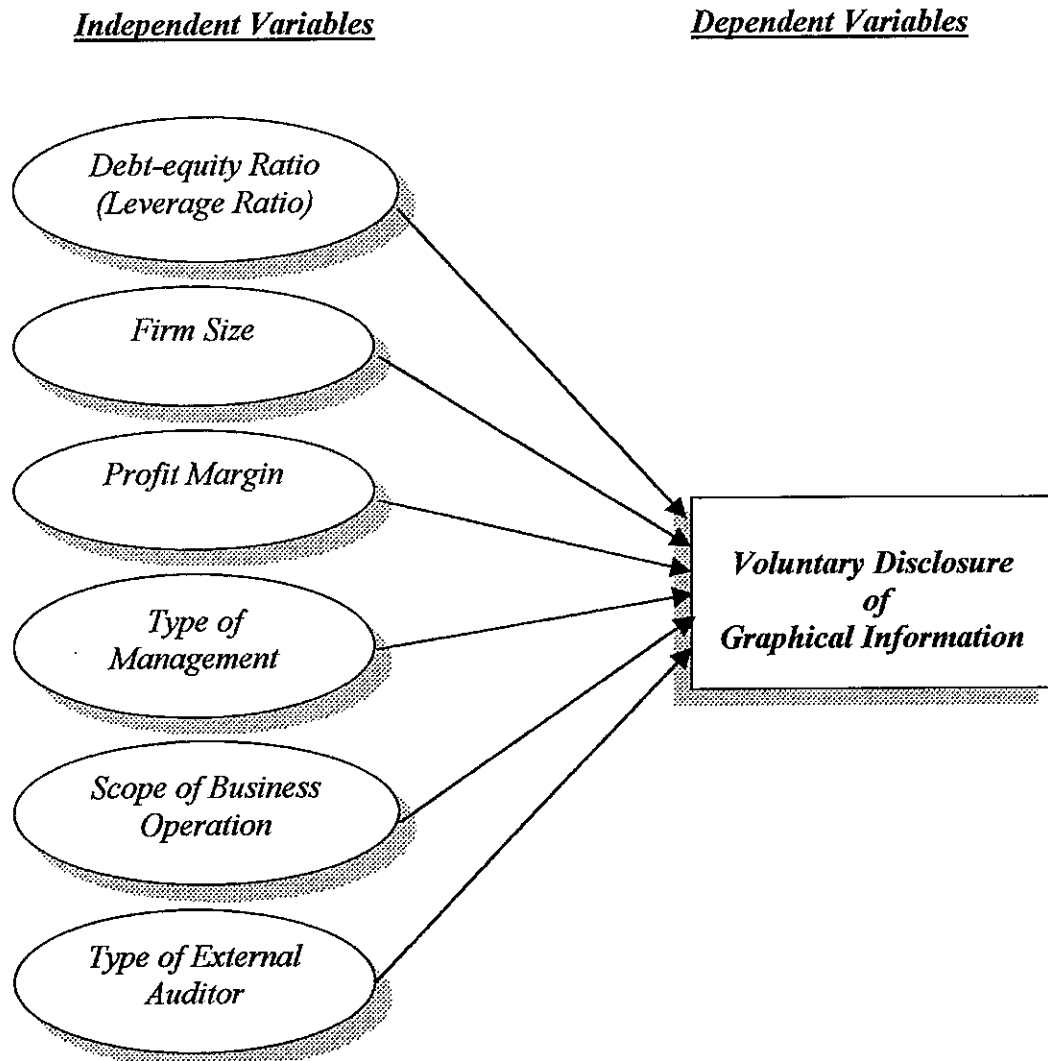 Independent Variables
Dependent Variables
Debt-equity Ratio
(Leverage Ratio)
Firm Size
Profit Margin
Type of
Management
Scope of Business
Operation
Type of External
Auditor
Voluntary Disclosure
of
Graphical Information